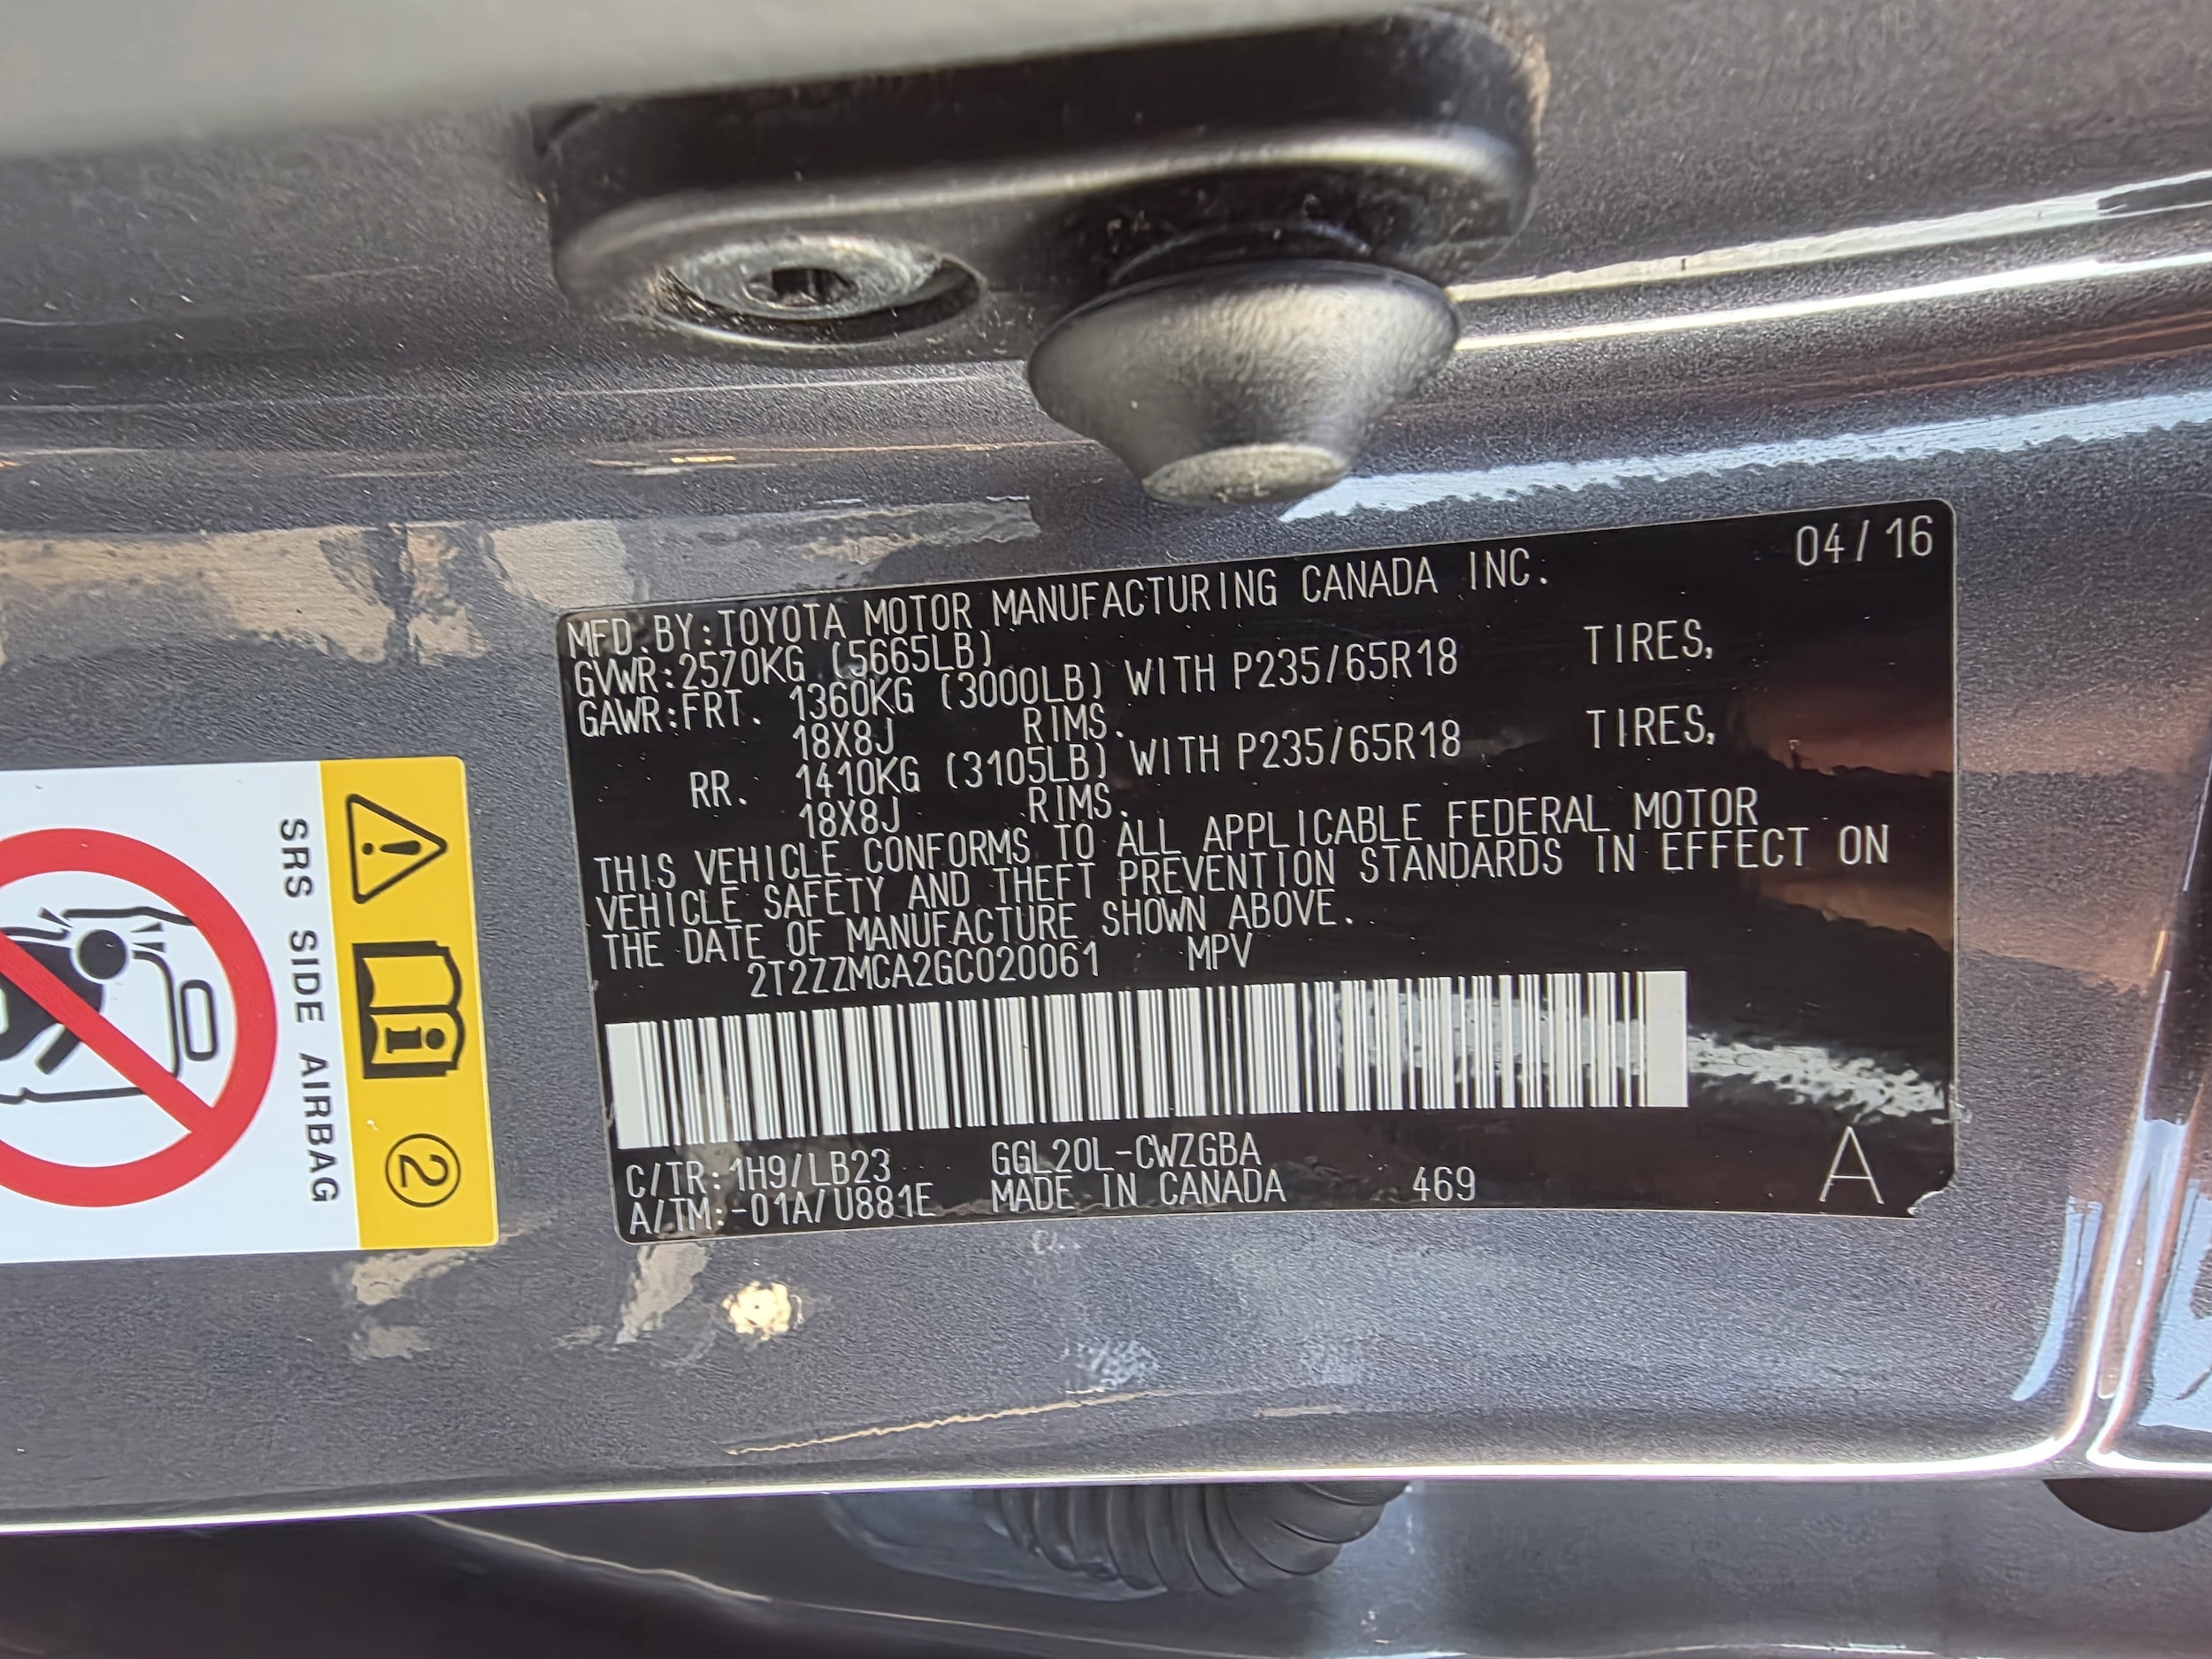 04/16
MFD.BY:TOYOTA MOTOR MANUFACTURING CANADA INC.
GVWR:2570KG (5665LB)
GAWR:FRT. 1360KG (3000LB) WITH P235/65R18 TIRES,
18X8J RIMS.
RR. 1410KG (3105LB) WITH P235/65R18 TIRES,
18X8J RIMS.
THIS VEHICLE CONFORMS TO ALL APPLICABLE FEDERAL MOTOR
VEHICLE SAFETY AND THEFT PREVENTION STANDARDS IN EFFECT ON
THE DATE OF MANUFACTURE SHOWN ABOVE.
2T2ZZMCA2GC020061 MPV
C/TR:1H9/LB23 GGL20L-CWZGBA
A/TM:-01A/U881E MADE IN CANADA 469 A
SRS SIDE AIRBAG
2